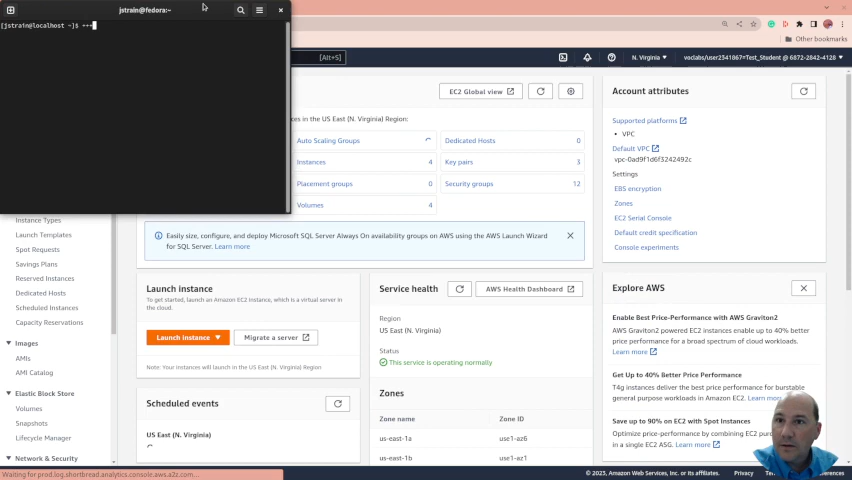 jstrain@fedora:~
[jstrain@localhost ~]$ +++
Other bookmarks
[Alt+S]
N. Virginia ▼
voclabs/user2341067=Test_Student @ 6872-2842-4128 ▼
EC2 Global view
es in the US East (N. Virginia) Region:
Auto Scaling Groups
Dedicated Hosts 0
Instances 4
Key pairs 3
Placement groups 0
Security groups 12
Volumes 4
Easily size, configure, and deploy Microsoft SQL Server Always On availability groups on AWS using the AWS Launch Wizard
for SQL Server. Learn more
Account attributes
Supported platforms
• VPC
Default VPC
vpc-0ad9f1d6f3242492c
Settings
EBS encryption
Zones
EC2 Serial Console
Default credit specification
Console experiments
Instance Types
Launch Templates
Spot Requests
Savings Plans
Reserved Instances
Dedicated Hosts
Scheduled Instances
Capacity Reservations
Images
AMIs
AMI Catalog
Elastic Block Store
Volumes
Snapshots
Lifecycle Manager
Network & Security
Launch instance
To get started, launch an Amazon EC2 instance, which is a virtual server in
the cloud.
Launch instance ▼
Migrate a server
Note: Your instances will launch in the US East (N. Virginia) Region
Scheduled events
US East (N. Virginia)
Service health
AWS Health Dashboard
Region
US East (N. Virginia)
Status
This service is operating normally
Zones
Zone name Zone ID
us-east-1a use1-az6
us-east-1b use1-az1
Explore AWS
Enable Best Price-Performance with AWS Graviton2
AWS Graviton2 powered EC2 instances enable up to 40% better
price performance for a broad spectrum of cloud workloads.
Learn more
Get Up to 40% Better Price Performance
T4g instances deliver the best price performance for burstable
general purpose workloads in Amazon EC2. Learn more
Save up to 90% on EC2 with Spot Instances
Optimize price-performance by combining EC2
in a single EC2 ASG. Learn more
Waiting for prod.log.shortbread.analytics.console.aws.a2z.com...
© 2023, Amazon Web Services, Inc. or its affiliates.
Privacy